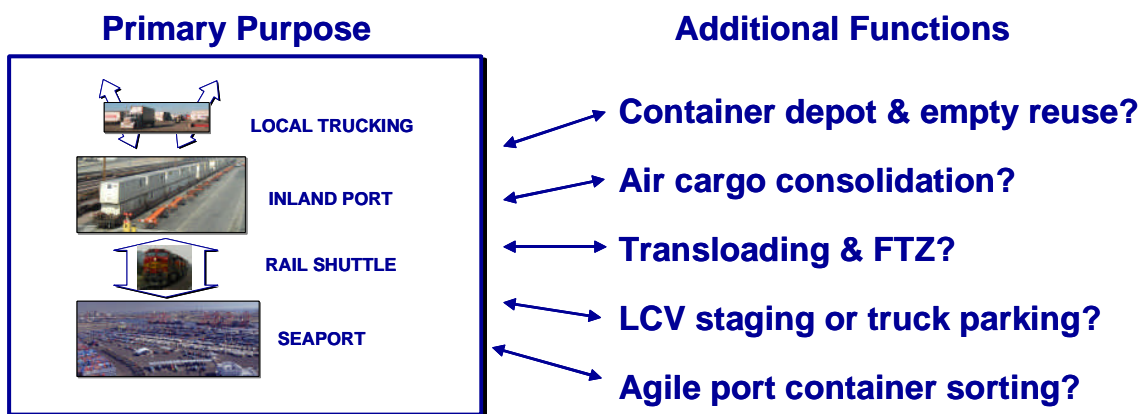 Primary Purpose
LOCAL TRUCKING
INLAND PORT
RAIL SHUTTLE
SEAPORT
Additional Functions
Container depot & empty reuse?
Air cargo consolidation?
Transloading & FTZ?
LCV staging or truck parking?
Agile port container sorting?